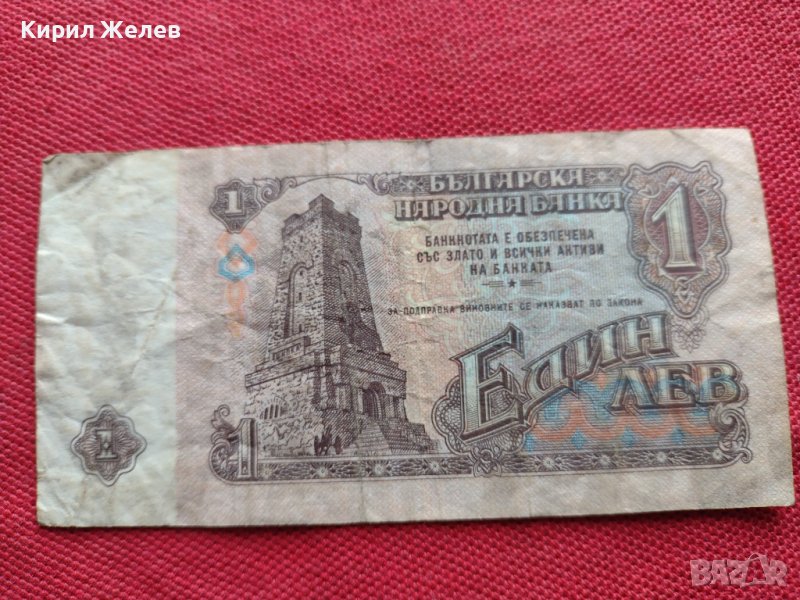 Кирил Желев
БЪЛГАРСКА
НАРОДНА БАНКА
1
1
БАНКНОТАТА Е ОБЕЗПЕЧЕНА
СЪС ЗЛАТО И ВСИЧКИ АКТИВИ
НА БАНКАТА
ЗА ПОДПРАВКА ВИНОВНИТЕ СЕ НАКАЗВАТ ПО ЗАКОНА
ЕДИН
ЛЕВ
1
BAZAR